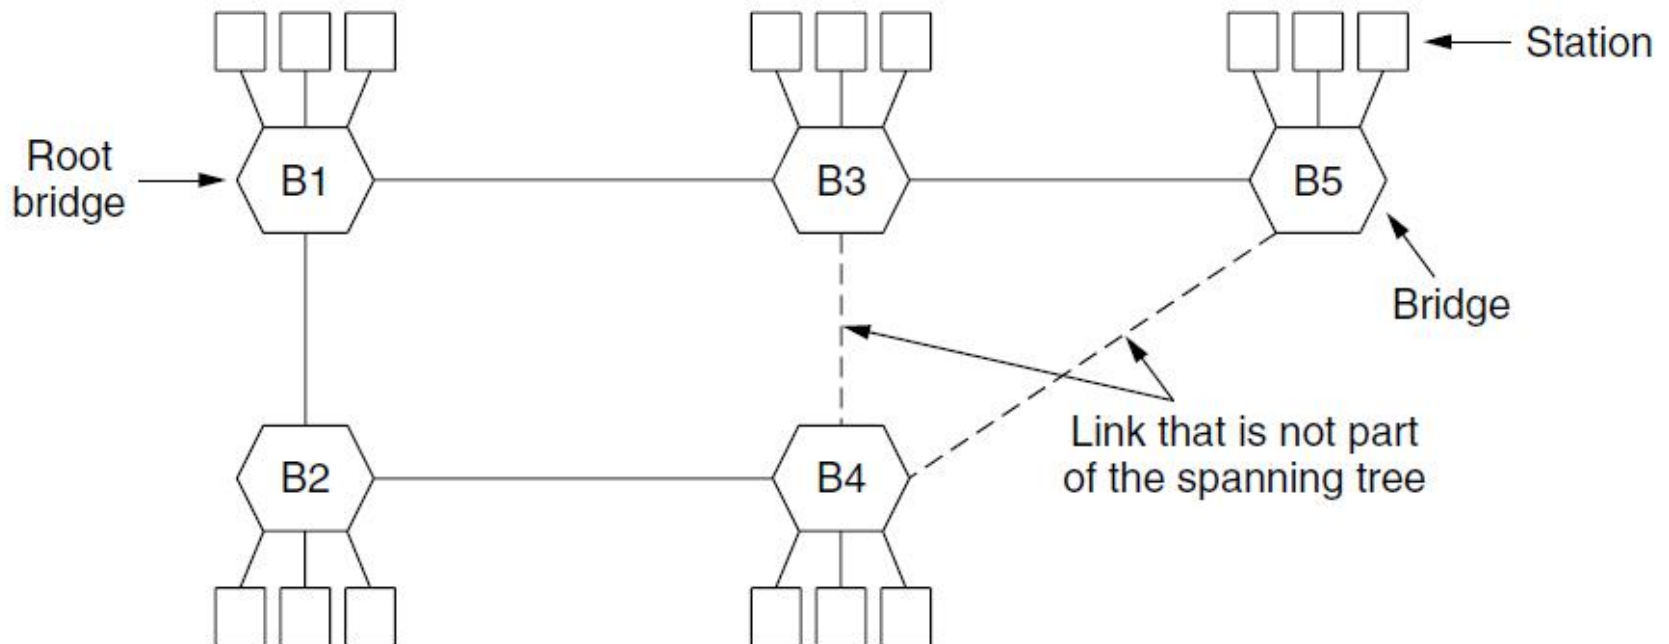 Station
Root
bridge
B1
B3
B5
Bridge
Link that is not part
of the spanning tree
B2
B4